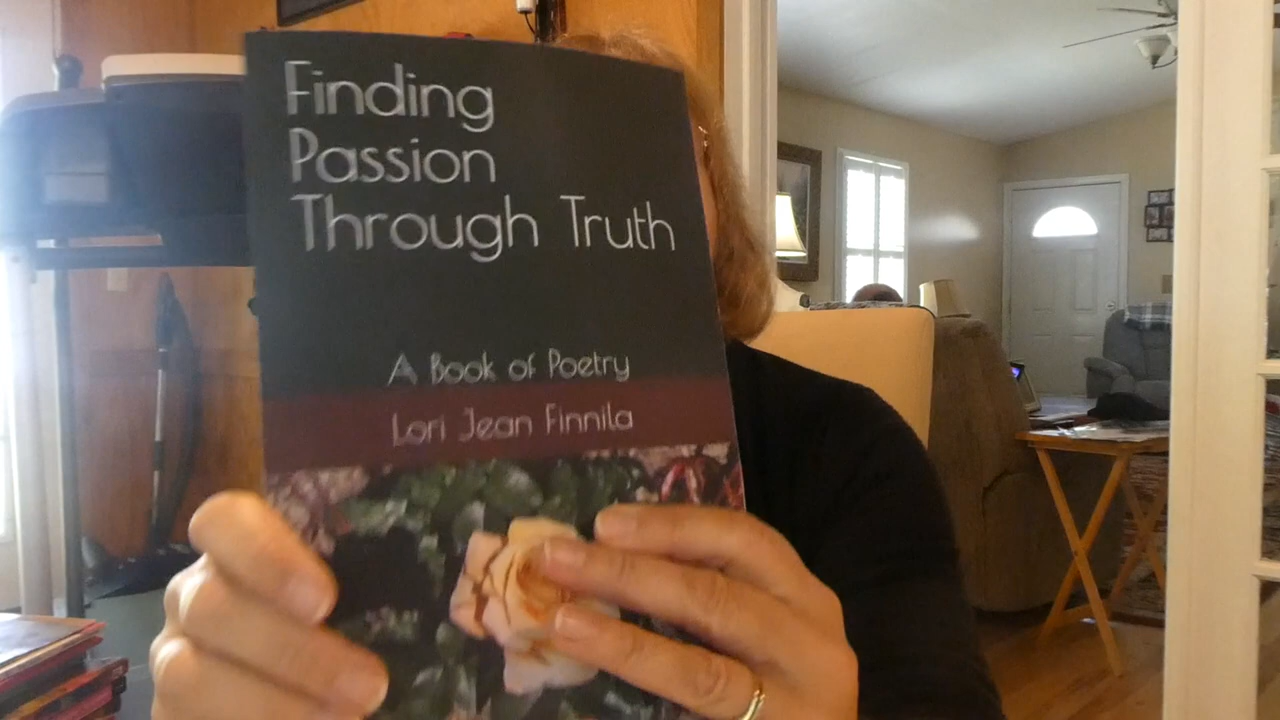 Finding
Passion
Through Truth
A Book of Poetry
Lori Jean Finnila